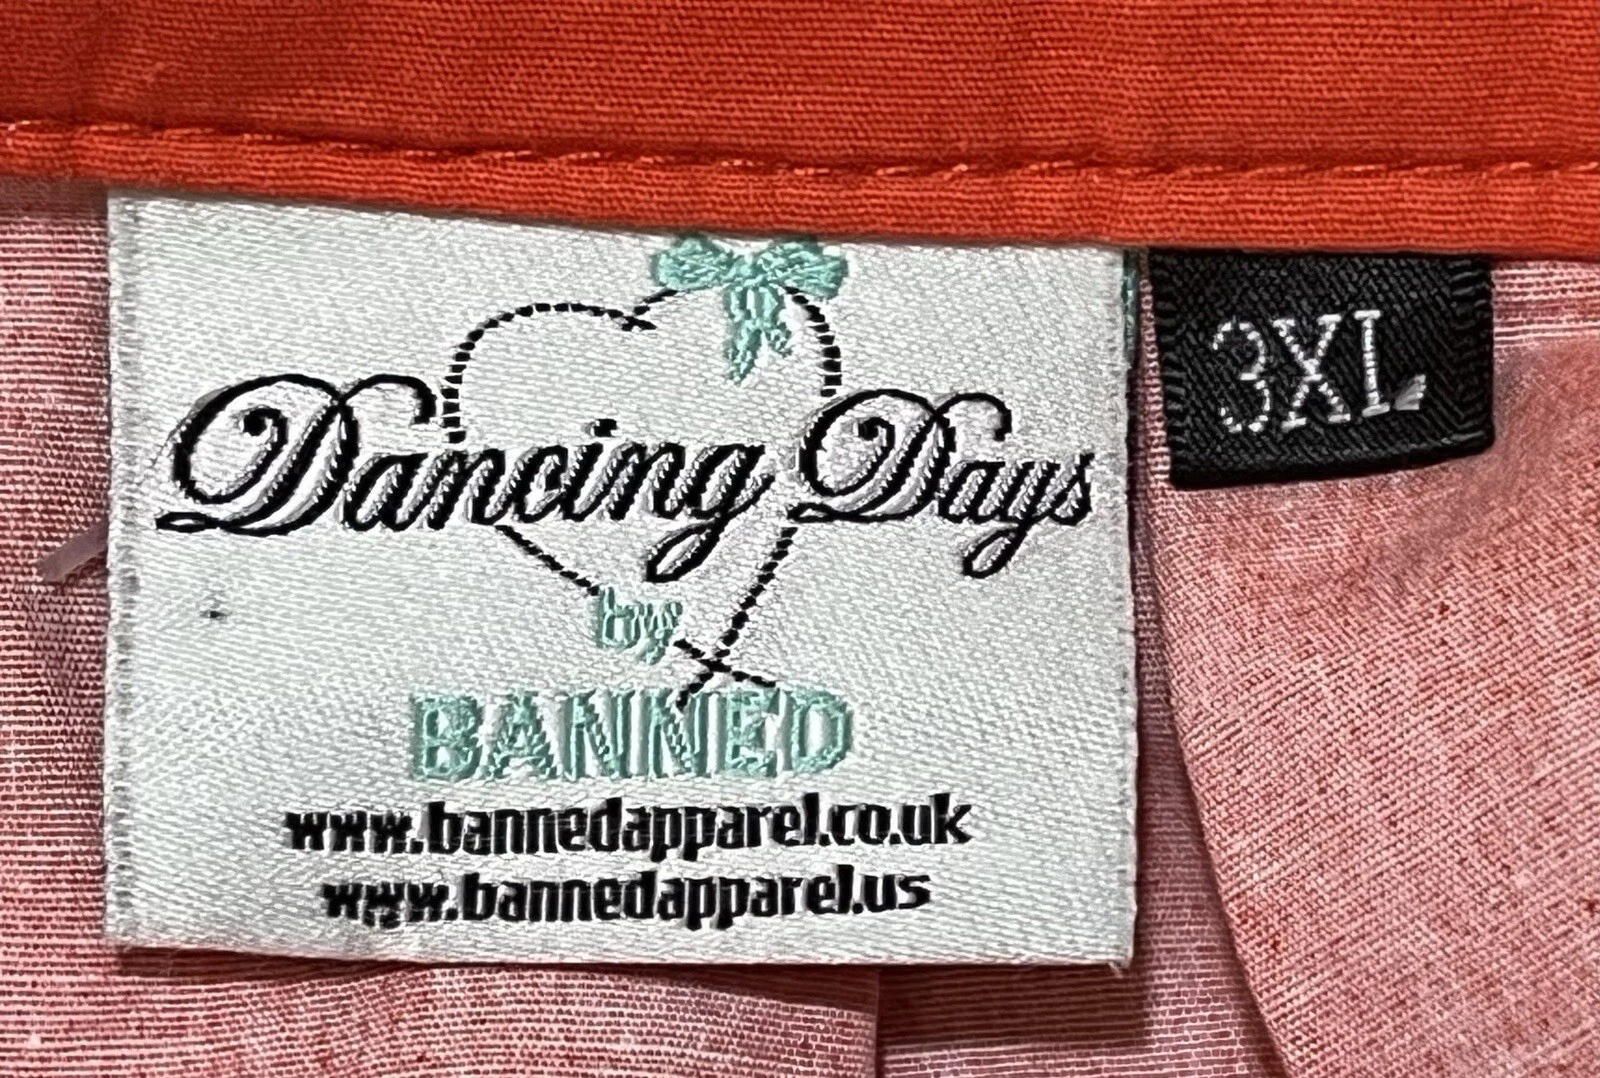 Dancing Days
by
BANNED
www.bannedapparel.co.uk
www.bannedapparel.us
3XL